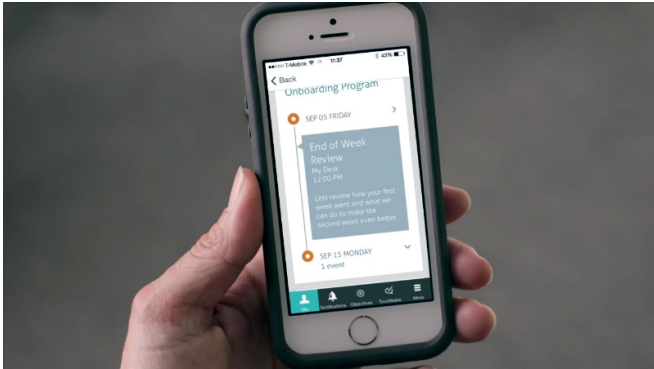 T-Mobile 11:37 43%
Back
Onboarding Program
SEP 05 FRIDAY
End of Week
Review
My Desk
12:00 PM
Lets review how your first
week went and what we
can do to make the
second week even better.
SEP 15 MONDAY
1 event
Me Notifications Objectives Touchbase More